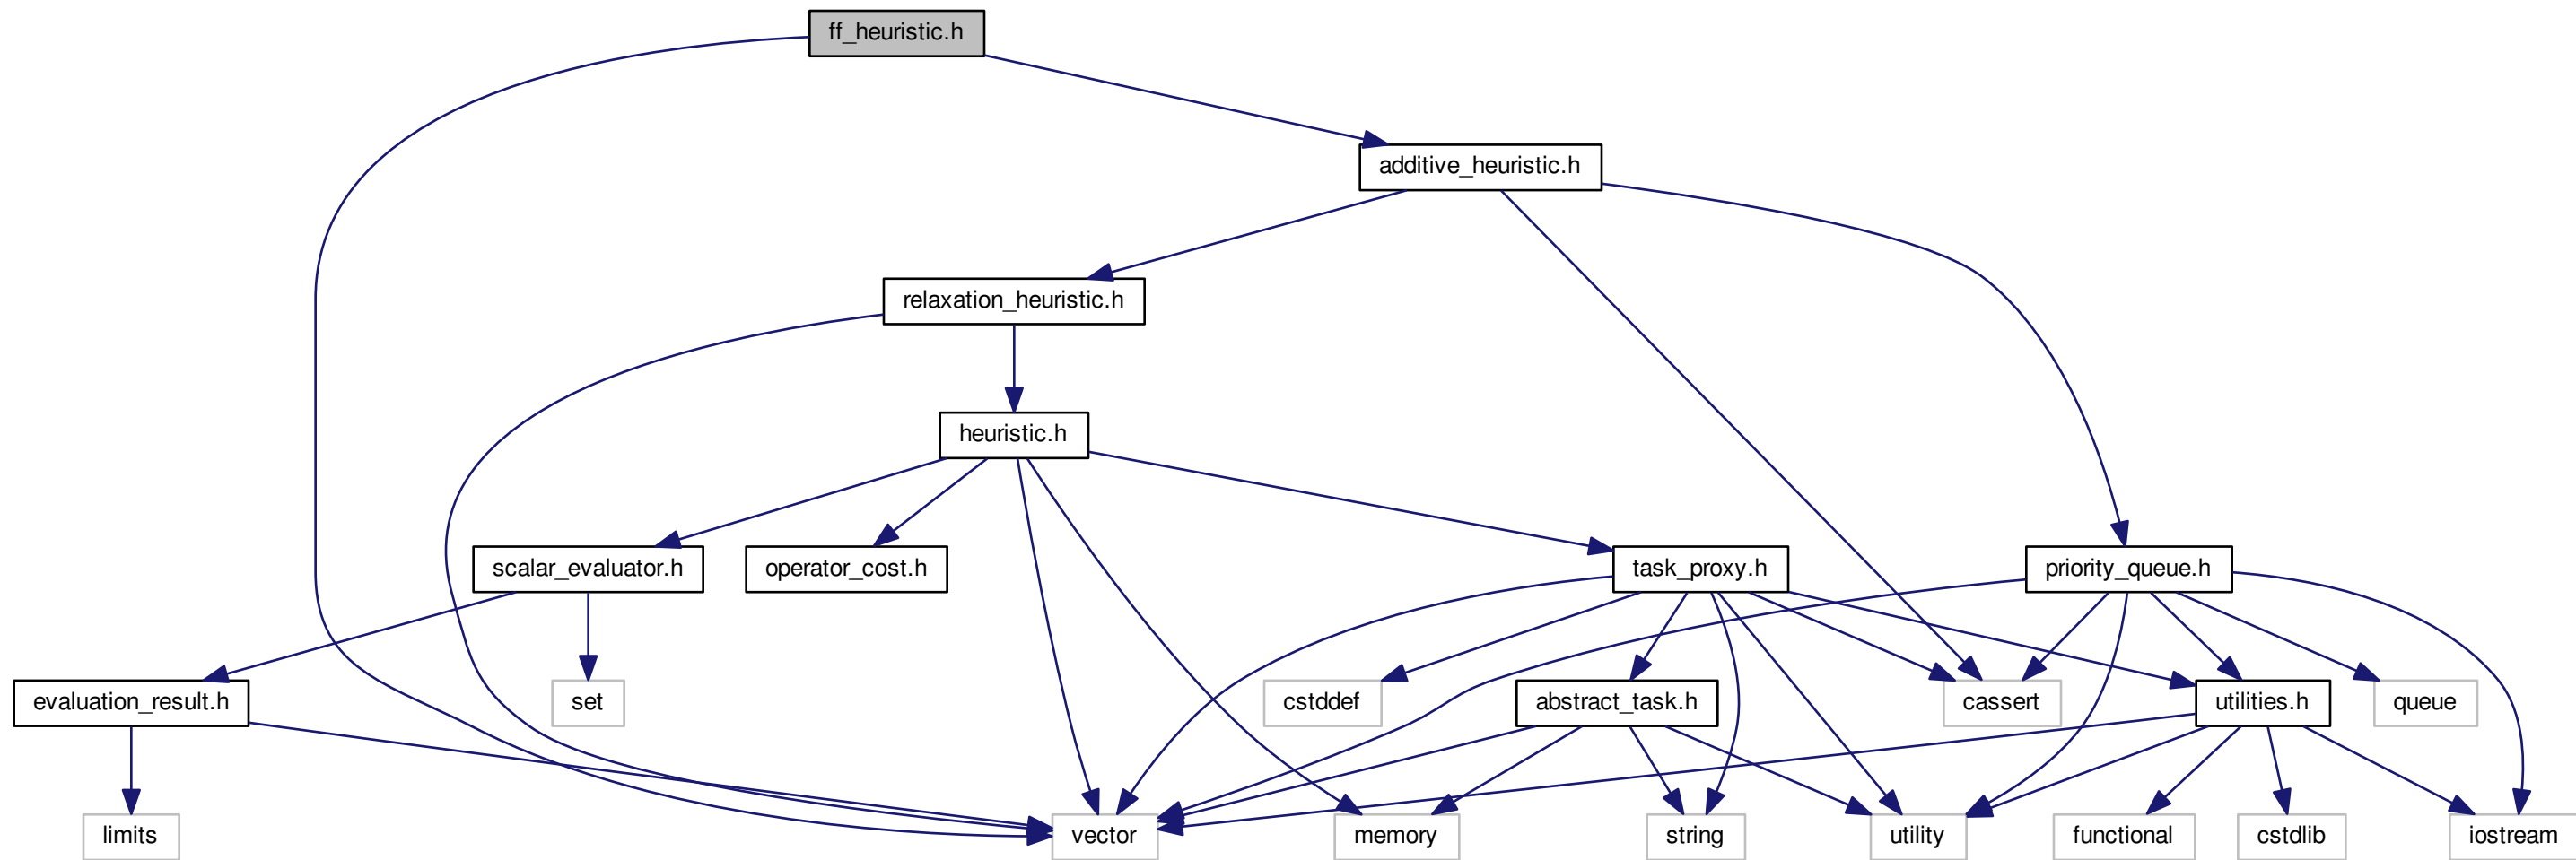 ff_heuristic.h
additive_heuristic.h
relaxation_heuristic.h
heuristic.h
scalar_evaluator.h
operator_cost.h
task_proxy.h
priority_queue.h
evaluation_result.h
set
cstddef
abstract_task.h
cassert
utilities.h
queue
limits
vector
memory
string
utility
functional
cstdlib
iostream